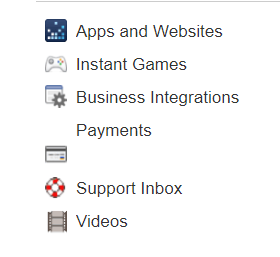 Apps and Websites
Instant Games
Business Integrations
Payments
Support Inbox
Videos